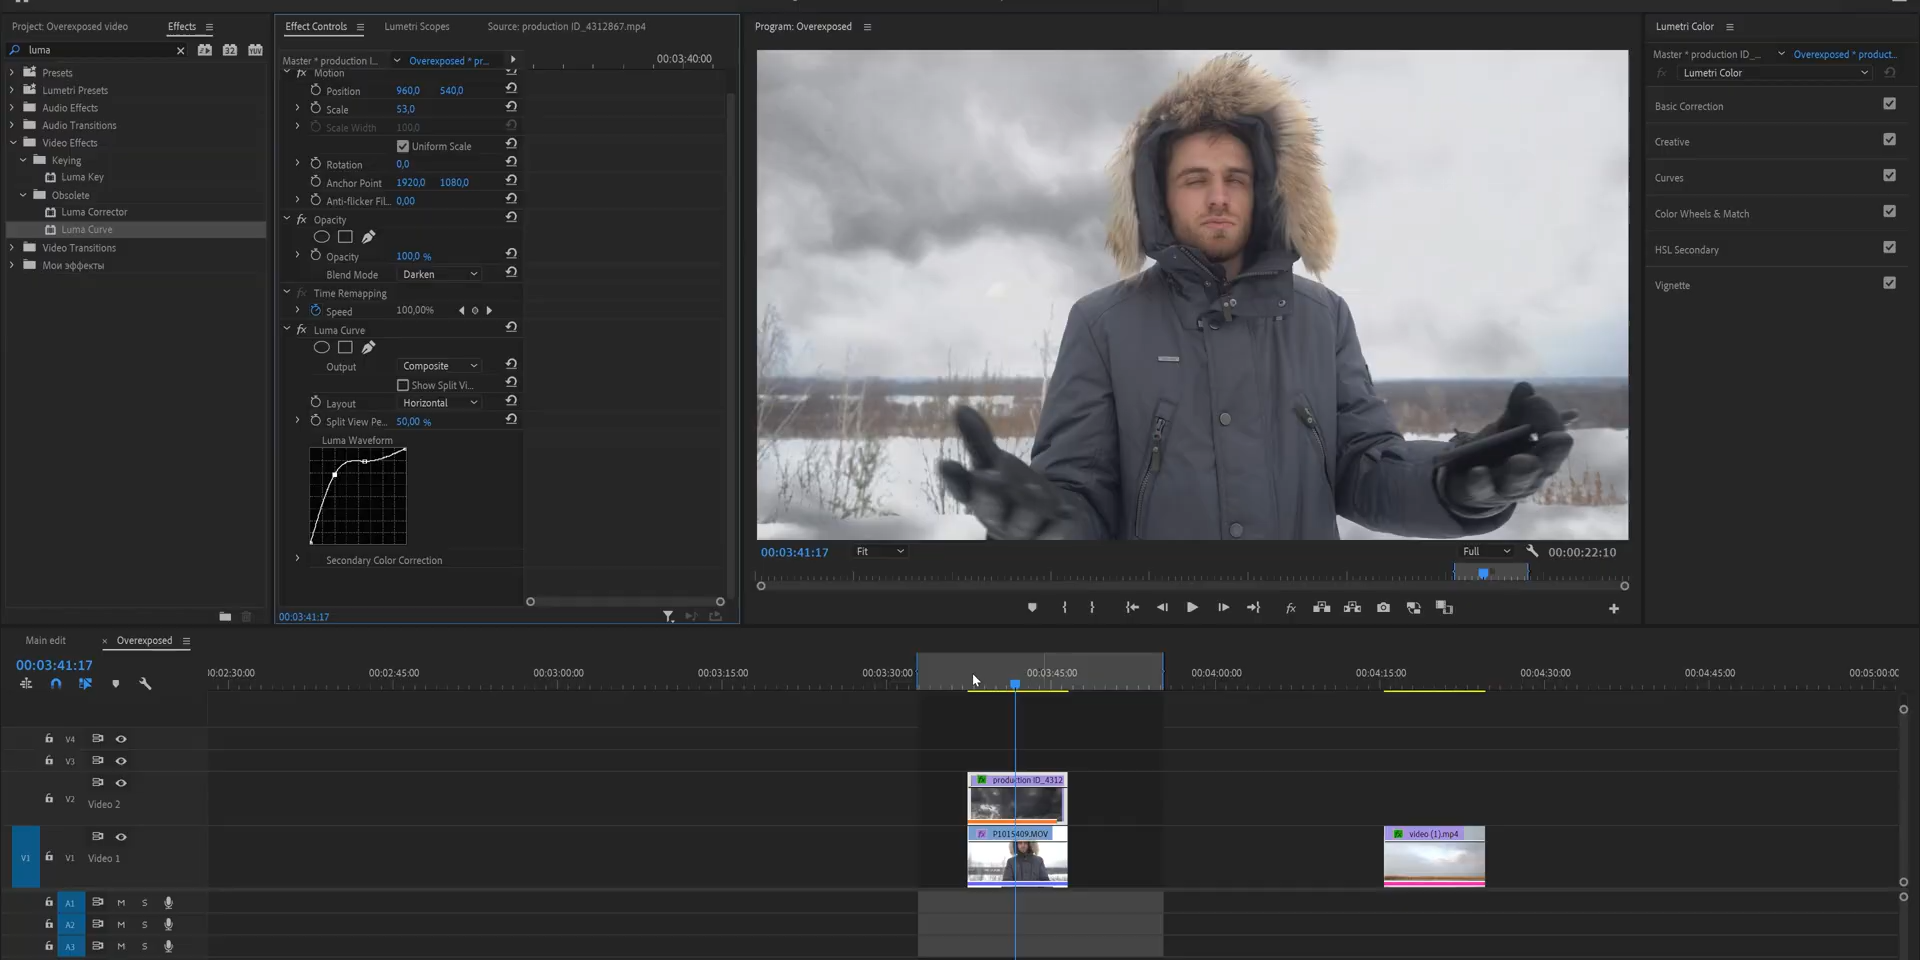 Project: Overexposed video
Effects
luma
Presets
Lumetri Presets
Audio Effects
Audio Transitions
Video Effects
Keying
Luma Key
Obsolete
Luma Corrector
Luma Curve
Video Transitions
Мои эффекты
Effect Controls
Lumetri Scopes
Source: production ID_4312867.mp4
Master * production I...
Overexposed * pr...
00:03:40:00
Motion
Position 960,0 540,0
Scale 53,0
Scale Width 100,0
Uniform Scale
Rotation 0,0
Anchor Point 1920,0 1080,0
Anti-flicker Fil... 0,00
fx Opacity
Opacity 100,0 %
Blend Mode Darken
fx Time Remapping
Speed 100,00%
fx Luma Curve
Output Composite
Show Split Vi...
Layout Horizontal
Split View Pe... 50,00 %
Luma Waveform
Secondary Color Correction
00:03:41:17
Program: Overexposed
00:03:41:17
Fit
Full
00:00:22:10
fx
Lumetri Color
Master * production ID_...
Overexposed * product...
fx Lumetri Color
Basic Correction
Creative
Curves
Color Wheels & Match
HSL Secondary
Vignette
Main edit
× Overexposed
00:03:41:17
0:02:30:00 00:02:45:00 00:03:00:00 00:03:15:00 00:03:30:00 00:03:45:00 00:04:00:00 00:04:15:00 00:04:30:00 00:04:45:00 00:05:00:0
V4
V3
V2 Video 2
fx production ID_4312
V1 V1 Video 1
fx P1015409.MOV
fx video (1).mp4
A1 M S
A2 M S
A3 M S